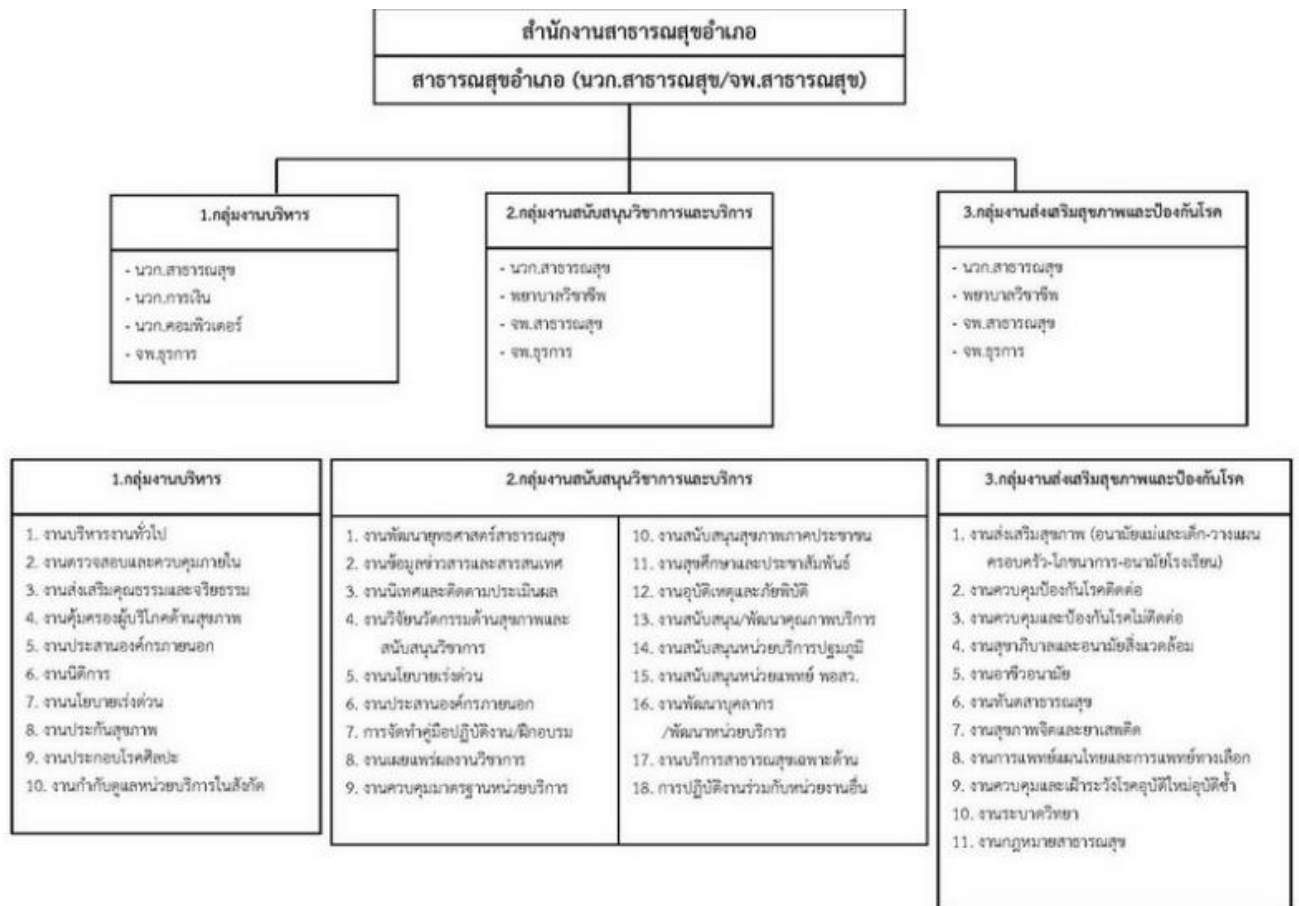 สำนักงานสาธารณสุขอำเภอ
สาธารณสุขอำเภอ (นวก.สาธารณสุข/จพ.สาธารณสุข)
1.กลุ่มงานบริหาร
- นวก.สาธารณสุข
- นวก.การเงิน
- นวก.คอมพิวเตอร์
- จพ.ธุรการ
2.กลุ่มงานสนับสนุนวิชาการและบริการ
- นวก.สาธารณสุข
- พยาบาลวิชาชีพ
- จพ.สาธารณสุข
- จพ.ธุรการ
3.กลุ่มงานส่งเสริมสุขภาพและป้องกันโรค
- นวก.สาธารณสุข
- พยาบาลวิชาชีพ
- จพ.สาธารณสุข
- จพ.ธุรการ
1.กลุ่มงานบริหาร
1. งานบริหารงานทั่วไป
2. งานตรวจสอบและควบคุมภายใน
3. งานส่งเสริมคุณธรรมและจริยธรรม
4. งานคุ้มครองผู้บริโภคด้านสุขภาพ
5. งานประสานองค์กรภายนอก
6. งานนิติการ
7. งานนโยบายเร่งด่วน
8. งานประกันสุขภาพ
9. งานประกอบโรคศิลปะ
10. งานกำกับดูแลหน่วยบริการในสังกัด
2.กลุ่มงานสนับสนุนวิชาการและบริการ
1. งานพัฒนายุทธศาสตร์สาธารณสุข
2. งานข้อมูลข่าวสารและสารสนเทศ
3. งานนิเทศและติดตามประเมินผล
4. งานวิจัยนวัตกรรมด้านสุขภาพและ
สนับสนุนวิชาการ
5. งานนโยบายเร่งด่วน
6. งานประสานองค์กรภายนอก
7. การจัดทำคู่มือปฏิบัติงาน/ฝึกอบรม
8. งานเผยแพร่ผลงานวิชาการ
9. งานควบคุมมาตรฐานหน่วยบริการ
10. งานสนับสนุนสุขภาพภาคประชาชน
11. งานสุขศึกษาและประชาสัมพันธ์
12. งานอุบัติเหตุและภัยพิบัติ
13. งานสนับสนุน/พัฒนาคุณภาพบริการ
14. งานสนับสนุนหน่วยบริการปฐมภูมิ
15. งานสนับสนุนหน่วยแพทย์ พอสว.
16. งานพัฒนาบุคลากร
/พัฒนาหน่วยบริการ
17. งานบริการสาธารณสุขเฉพาะด้าน
18. การปฏิบัติงานร่วมกับหน่วยงานอื่น
3.กลุ่มงานส่งเสริมสุขภาพและป้องกันโรค
1. งานส่งเสริมสุขภาพ (อนามัยแม่และเด็ก-วางแผน
ครอบครัว-โภชนาการ-อนามัยโรงเรียน)
2. งานควบคุมป้องกันโรคติดต่อ
3. งานควบคุมและป้องกันโรคไม่ติดต่อ
4. งานสุขาภิบาลและอนามัยสิ่งแวดล้อม
5. งานอาชีวอนามัย
6. งานทันตสาธารณสุข
7. งานสุขภาพจิตและยาเสพติด
8. งานการแพทย์แผนไทยและการแพทย์ทางเลือก
9. งานควบคุมและเฝ้าระวังโรคอุบัติใหม่อุบัติซ้ำ
10. งานระบาดวิทยา
11. งานกฎหมายสาธารณสุข